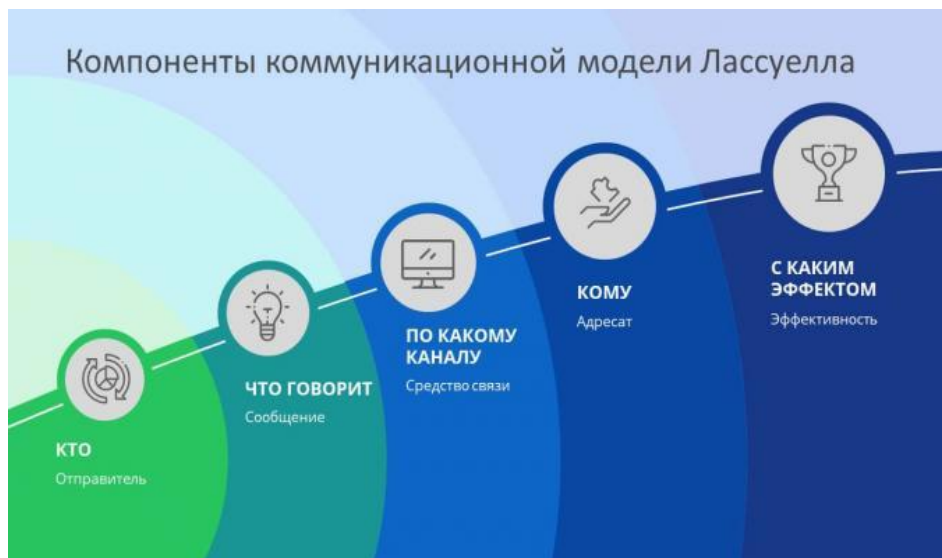 Компоненты коммуникационной модели Лассуелла
КТО
Отправитель
ЧТО ГОВОРИТ
Сообщение
ПО КАКОМУ
КАНАЛУ
Средство связи
КОМУ
Адресат
С КАКИМ
ЭФФЕКТОМ
Эффективность